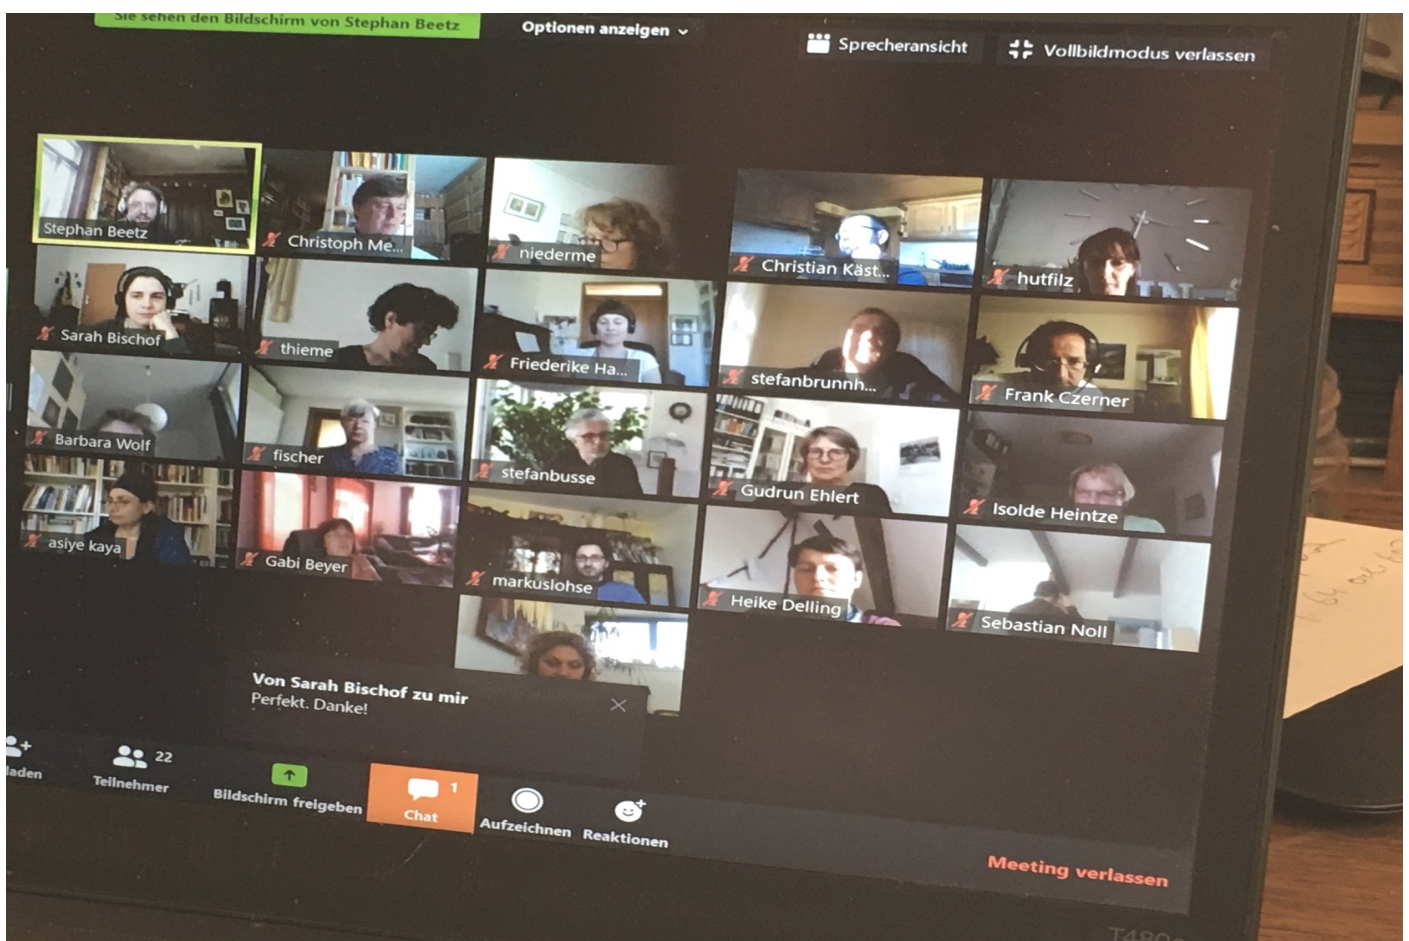 Sie sehen den Bildschirm von Stephan Beetz
Optionen anzeigen
Sprecheransicht
Vollbildmodus verlassen
Stephan Beetz
Christoph Me...
niederme
Christian Käst...
hutfilz
Sarah Bischof
thieme
Friederike Ha...
stefanbrunnh...
Frank Czerner
Barbara Wolf
fischer
stefanbusse
Gudrun Ehlert
Isolde Heintze
asiye kaya
Gabi Beyer
markuslohse
Heike Delling
Sebastian Noll
Von Sarah Bischof zu mir
Perfekt. Danke!
laden
22
Teilnehmer
Bildschirm freigeben
1
Chat
Aufzeichnen
Reaktionen
Meeting verlassen